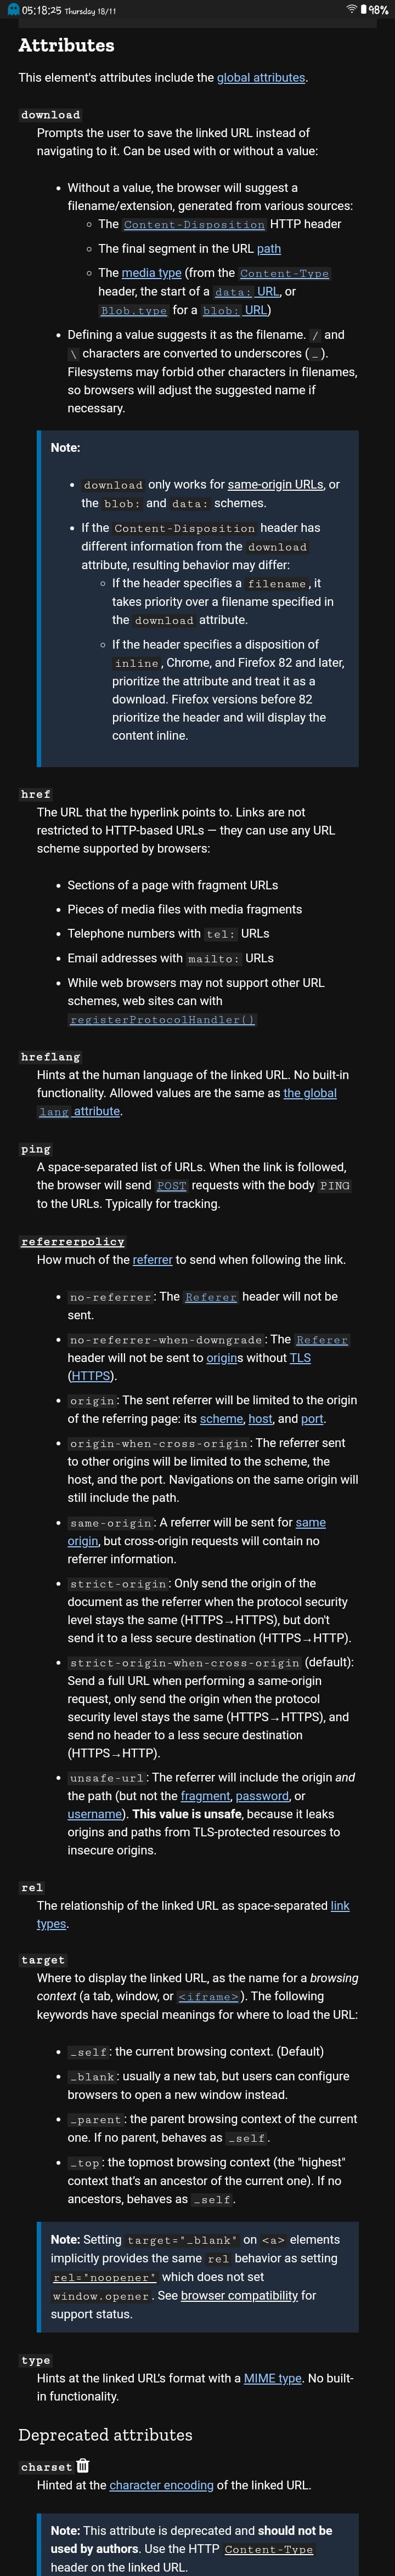 05:18:25 Thursday 18/11 98%
Attributes
This element's attributes include the global attributes.
download
Prompts the user to save the linked URL instead of
navigating to it. Can be used with or without a value:
• Without a value, the browser will suggest a
filename/extension, generated from various sources:
◦ The Content-Disposition HTTP header
◦ The final segment in the URL path
◦ The media type (from the Content-Type
header, the start of a data: URL, or
Blob.type for a blob: URL)
• Defining a value suggests it as the filename. / and
\ characters are converted to underscores (_).
Filesystems may forbid other characters in filenames,
so browsers will adjust the suggested name if
necessary.
Note:
• download only works for same-origin URLs, or
the blob: and data: schemes.
• If the Content-Disposition header has
different information from the download
attribute, resulting behavior may differ:
◦ If the header specifies a filename, it
takes priority over a filename specified in
the download attribute.
◦ If the header specifies a disposition of
inline, Chrome, and Firefox 82 and later,
prioritize the attribute and treat it as a
download. Firefox versions before 82
prioritize the header and will display the
content inline.
href
The URL that the hyperlink points to. Links are not
restricted to HTTP-based URLs — they can use any URL
scheme supported by browsers:
• Sections of a page with fragment URLs
• Pieces of media files with media fragments
• Telephone numbers with tel: URLs
• Email addresses with mailto: URLs
• While web browsers may not support other URL
schemes, web sites can with
registerProtocolHandler()
hreflang
Hints at the human language of the linked URL. No built-in
functionality. Allowed values are the same as the global
lang attribute.
ping
A space-separated list of URLs. When the link is followed,
the browser will send POST requests with the body PING
to the URLs. Typically for tracking.
referrerpolicy
How much of the referrer to send when following the link.
• no-referrer: The Referer header will not be
sent.
• no-referrer-when-downgrade: The Referer
header will not be sent to origins without TLS
(HTTPS).
• origin: The sent referrer will be limited to the origin
of the referring page: its scheme, host, and port.
• origin-when-cross-origin: The referrer sent
to other origins will be limited to the scheme, the
host, and the port. Navigations on the same origin will
still include the path.
• same-origin: A referrer will be sent for same
origin, but cross-origin requests will contain no
referrer information.
• strict-origin: Only send the origin of the
document as the referrer when the protocol security
level stays the same (HTTPS→HTTPS), but don't
send it to a less secure destination (HTTPS→HTTP).
• strict-origin-when-cross-origin (default):
Send a full URL when performing a same-origin
request, only send the origin when the protocol
security level stays the same (HTTPS→HTTPS), and
send no header to a less secure destination
(HTTPS→HTTP).
• unsafe-url: The referrer will include the origin and
the path (but not the fragment, password, or
username). This value is unsafe, because it leaks
origins and paths from TLS-protected resources to
insecure origins.
rel
The relationship of the linked URL as space-separated link
types.
target
Where to display the linked URL, as the name for a browsing
context (a tab, window, or <iframe>). The following
keywords have special meanings for where to load the URL:
• _self: the current browsing context. (Default)
• _blank: usually a new tab, but users can configure
browsers to open a new window instead.
• _parent: the parent browsing context of the current
one. If no parent, behaves as _self.
• _top: the topmost browsing context (the "highest"
context that's an ancestor of the current one). If no
ancestors, behaves as _self.
Note: Setting target="_blank" on <a> elements
implicitly provides the same rel behavior as setting
rel="noopener" which does not set
window.opener. See browser compatibility for
support status.
type
Hints at the linked URL's format with a MIME type. No built-
in functionality.
Deprecated attributes
charset
Hinted at the character encoding of the linked URL.
Note: This attribute is deprecated and should not be
used by authors. Use the HTTP Content-Type
header on the linked URL.